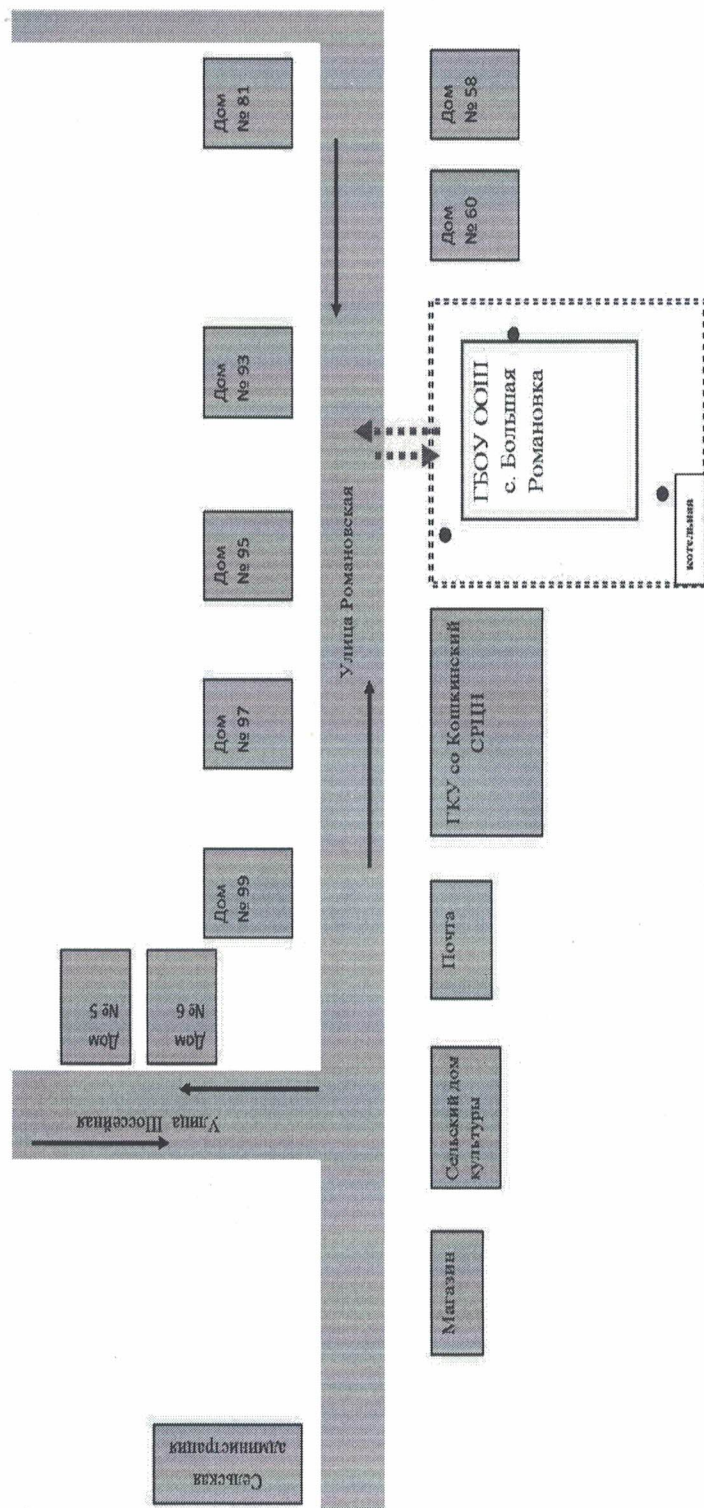 Дом
№ 81
Дом
№ 93
Дом
№ 95
Дом
№ 97
Дом
№ 99
Дом
№ 5
Дом
№ 6
Улица Шоссейная
Сельская
администрация
Улица Романовская
Дом
№ 58
Дом
№ 60
ГБОУ ООШ
с. Большая
Романовка
котельная
ГКУ со Кошкинский
СРЦН
Почта
Сельский дом
культуры
Магазин